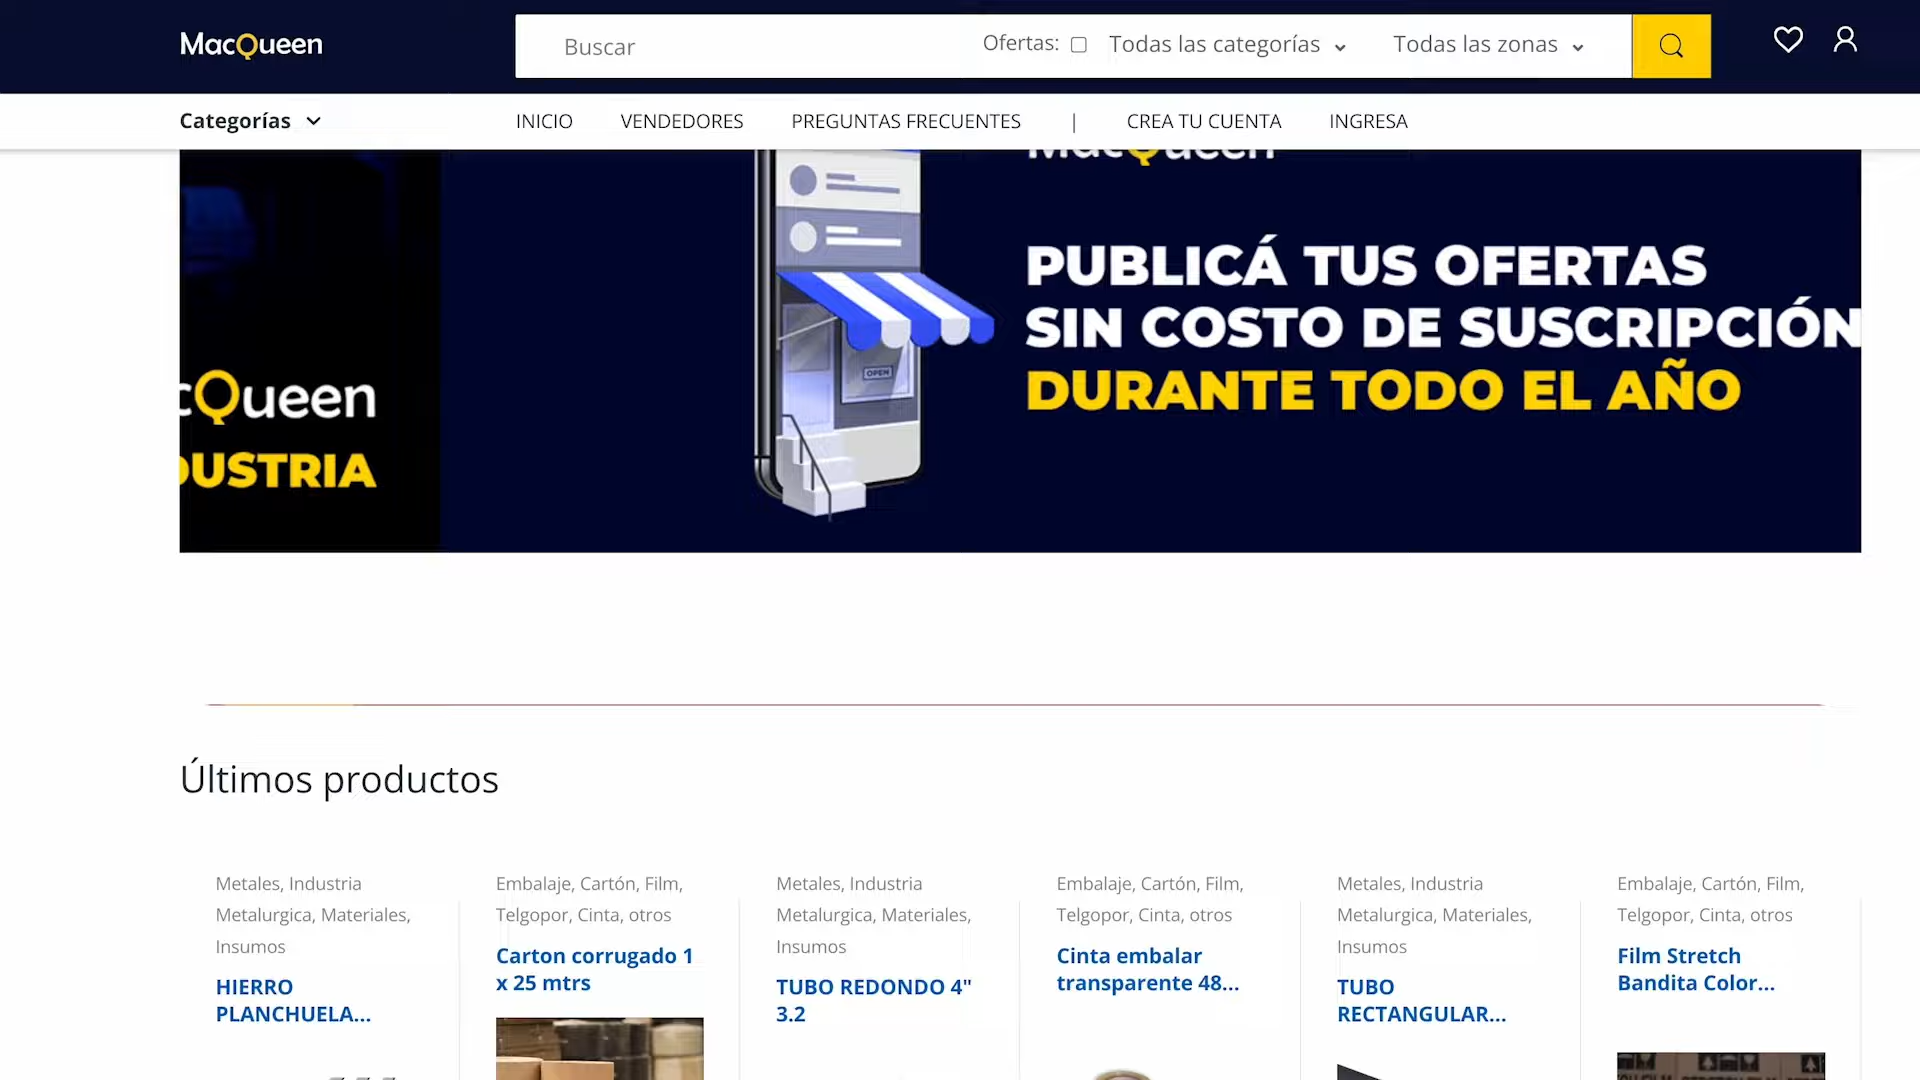 MacQueen
Buscar
Ofertas:
Todas las categorías
Todas las zonas
Categorías
INICIO
VENDEDORES
PREGUNTAS FRECUENTES
|
CREA TU CUENTA
INGRESA
MacQueen
PUBLICÁ TUS OFERTAS
SIN COSTO DE SUSCRIPCIÓN
DURANTE TODO EL AÑO
OPEN
cQueen
DUSTRIA
Últimos productos
Metales, Industria
Metalurgica, Materiales,
Insumos
HIERRO
PLANCHUELA...
Embalaje, Cartón, Film,
Telgopor, Cinta, otros
Carton corrugado 1
x 25 mtrs
Metales, Industria
Metalurgica, Materiales,
Insumos
TUBO REDONDO 4"
3.2
Embalaje, Cartón, Film,
Telgopor, Cinta, otros
Cinta embalar
transparente 48...
Metales, Industria
Metalurgica, Materiales,
Insumos
TUBO
RECTANGULAR...
Embalaje, Cartón, Film,
Telgopor, Cinta, otros
Film Stretch
Bandita Color...